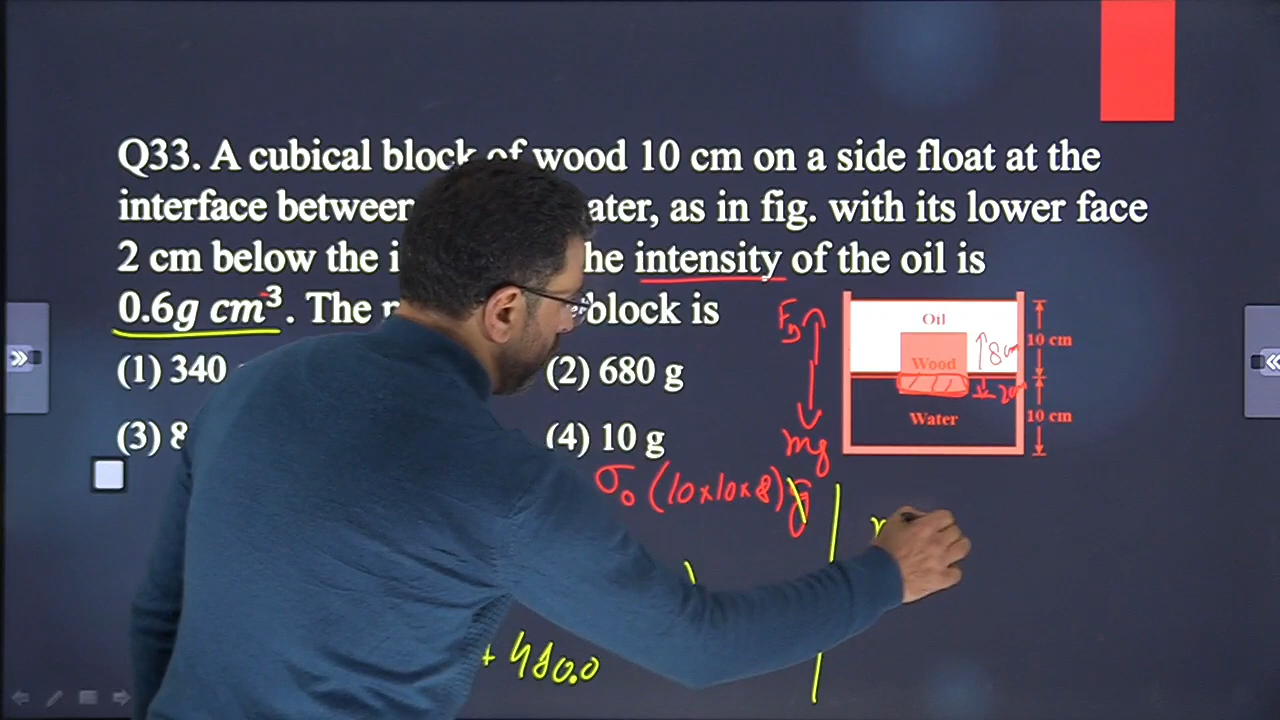 Q33. A cubical block of wood 10 cm on a side float at the
interface between ater, as in fig. with its lower face
2 cm below the i he intensity of the oil is
0.6g cm⁻³. The block is
(1) 340
(2) 680 g
(3) 8
(4) 10 g
Oil
Wood
Water
10 cm
10 cm
8cm
2cm
F_b
mg
σ₀ (10×10×8) g
+ 480.0